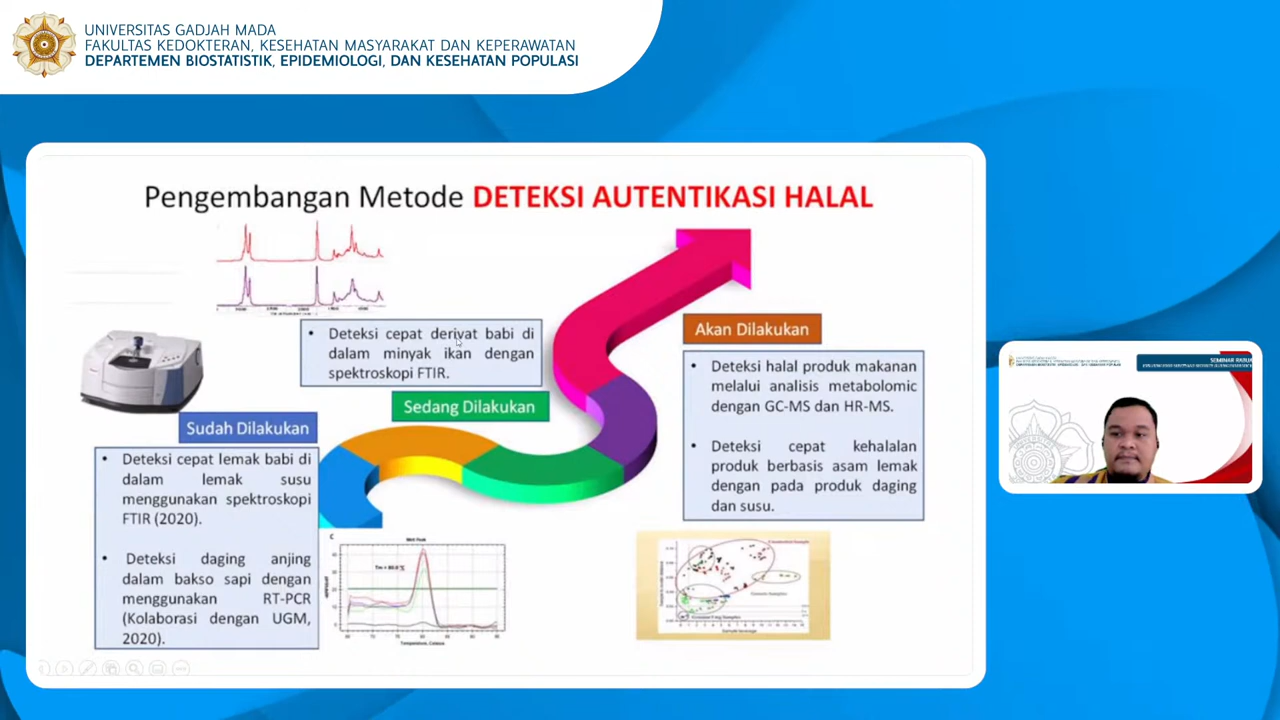 UNIVERSITAS GADJAH MADA
FAKULTAS KEDOKTERAN, KESEHATAN MASYARAKAT DAN KEPERAWATAN
DEPARTEMEN BIOSTATISTIK, EPIDEMIOLOGI, DAN KESEHATAN POPULASI
Pengembangan Metode DETEKSI AUTENTIKASI HALAL
• Deteksi cepat derivat babi di
dalam minyak ikan dengan
spektroskopi FTIR.
Sedang Dilakukan
Sudah Dilakukan
• Deteksi cepat lemak babi di
dalam lemak susu
menggunakan spektroskopi
FTIR (2020).
• Deteksi daging anjing
dalam bakso sapi dengan
menggunakan RT-PCR
(Kolaborasi dengan UGM,
2020).
Akan Dilakukan
• Deteksi halal produk makanan
melalui analisis metabolomic
dengan GC-MS dan HR-MS.
• Deteksi cepat kehalalan
produk berbasis asam lemak
dengan pada produk daging
dan susu.
Melt Peak
Temperature, Celsius